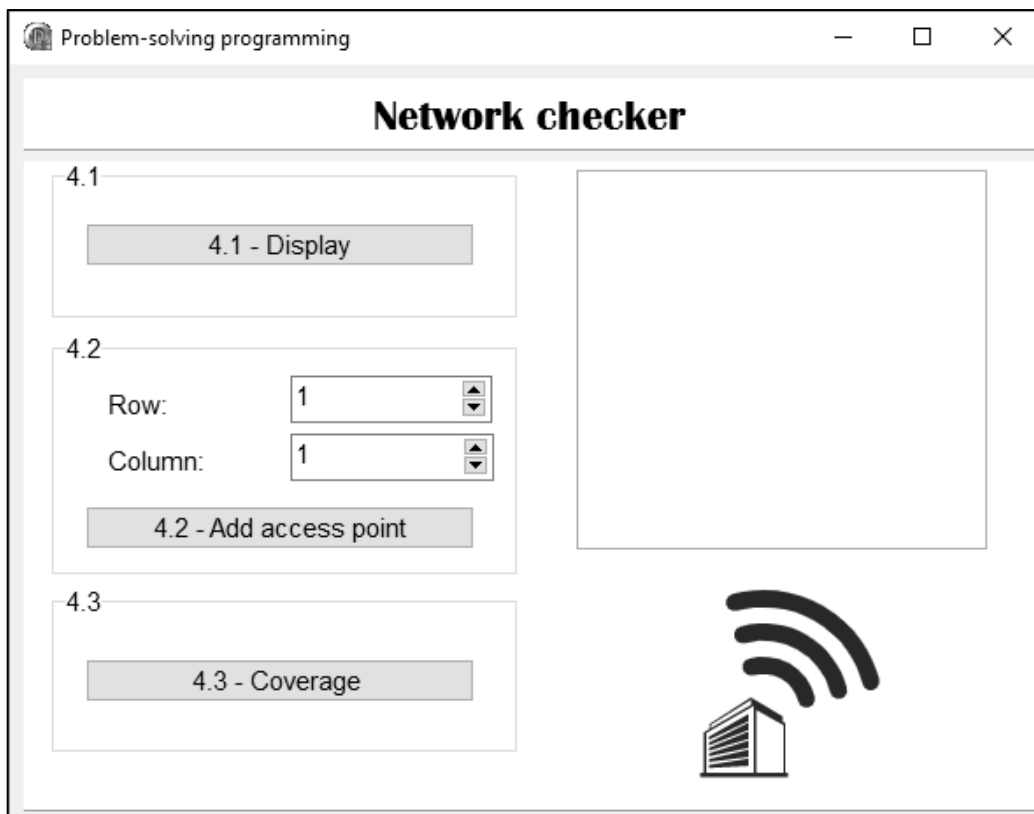 Problem-solving programming
Network checker
4.1
4.1 - Display
4.2
Row:
1
Column:
1
4.2 - Add access point
4.3
4.3 - Coverage